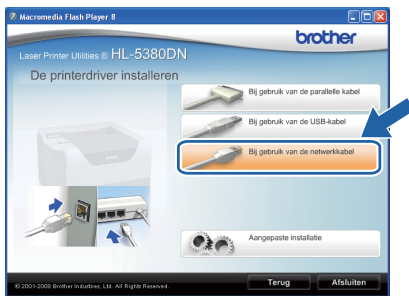 Macromedia Flash Player 8
brother
Laser Printer Utilities ® HL-5380DN
De printerdriver installeren
Bij gebruik van de parallelle kabel
Bij gebruik van de USB-kabel
Bij gebruik van de netwerkkabel
Aangepaste installatie
© 2001-2008 Brother Industries, Ltd. All Rights Reserved.
Terug
Afsluiten